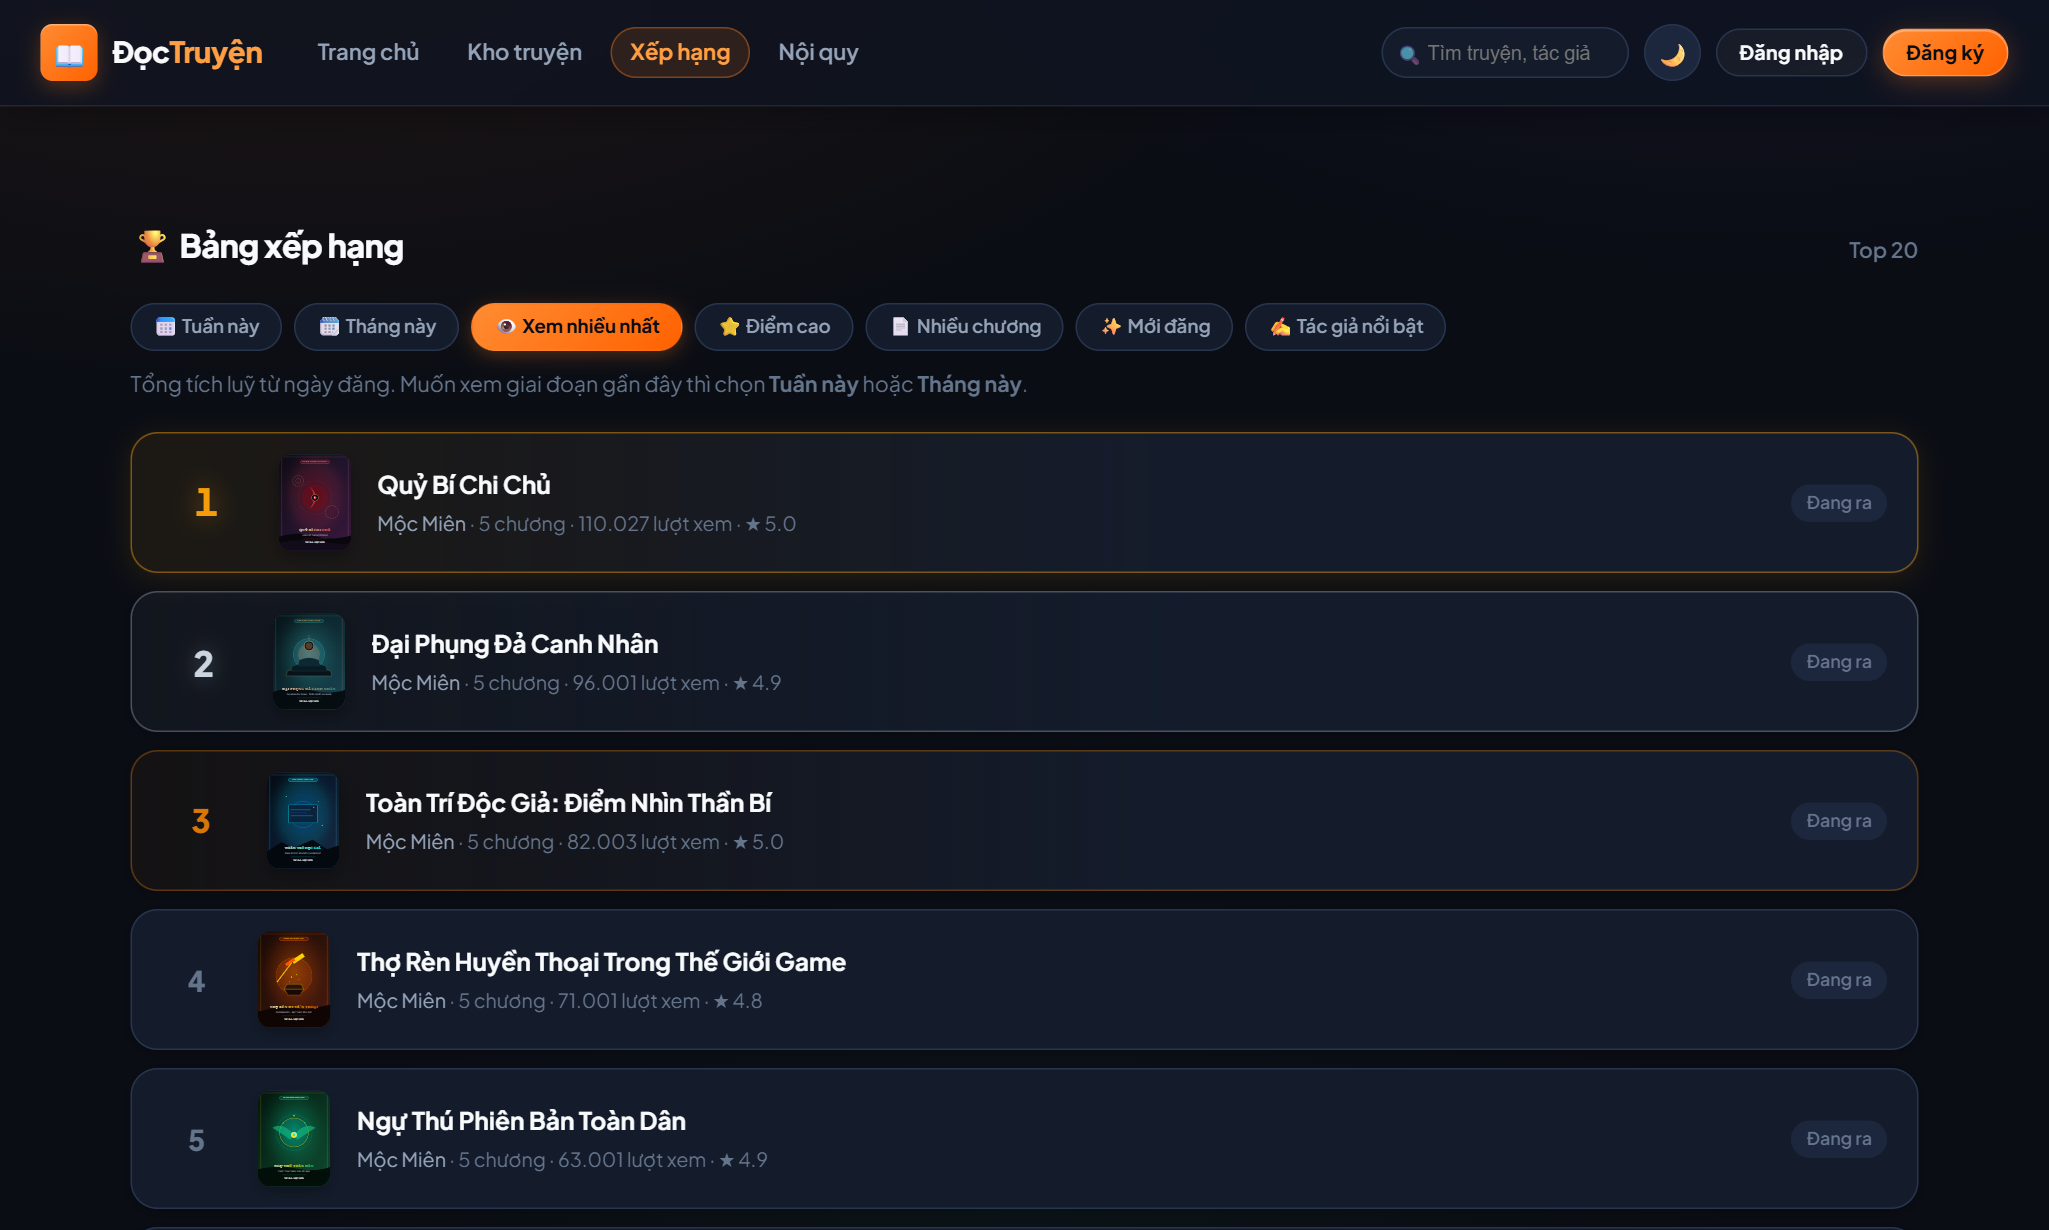 ĐọcTruyện
Trang chủ
Kho truyện
Xếp hạng
Nội quy
Tìm truyện, tác giả
Đăng nhập
Đăng ký
Bảng xếp hạng
Top 20
Tuần này
Tháng này
Xem nhiều nhất
Điểm cao
Nhiều chương
Mới đăng
Tác giả nổi bật
Tổng tích luỹ từ ngày đăng. Muốn xem giai đoạn gần đây thì chọn Tuần này hoặc Tháng này.
1
Quỷ Bí Chi Chủ
Mộc Miên · 5 chương · 110.027 lượt xem · ★ 5.0
Đang ra
2
Đại Phụng Đả Canh Nhân
Mộc Miên · 5 chương · 96.001 lượt xem · ★ 4.9
Đang ra
3
Toàn Trí Độc Giả: Điểm Nhìn Thần Bí
Mộc Miên · 5 chương · 82.003 lượt xem · ★ 5.0
Đang ra
4
Thợ Rèn Huyền Thoại Trong Thế Giới Game
Mộc Miên · 5 chương · 71.001 lượt xem · ★ 4.8
Đang ra
5
Ngự Thú Phiên Bản Toàn Dân
Mộc Miên · 5 chương · 63.001 lượt xem · ★ 4.9
Đang ra